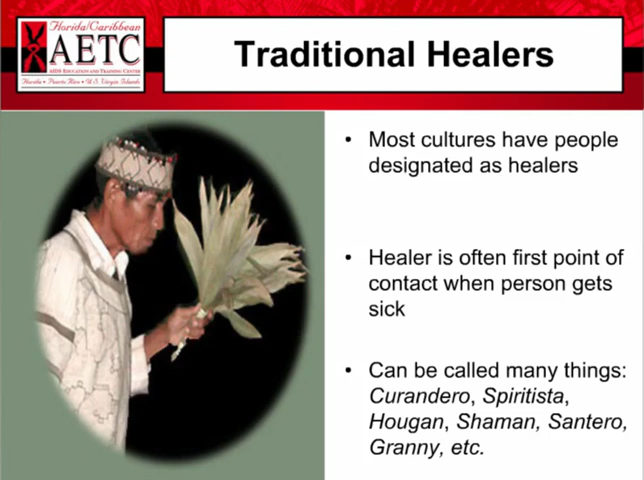 Florida/Caribbean
AETC
AIDS EDUCATION AND TRAINING CENTER
Florida • Puerto Rico • U.S. Virgin Islands
Traditional Healers
• Most cultures have people
designated as healers
• Healer is often first point of
contact when person gets
sick
• Can be called many things:
Curandero, Spiritista,
Hougan, Shaman, Santero,
Granny, etc.